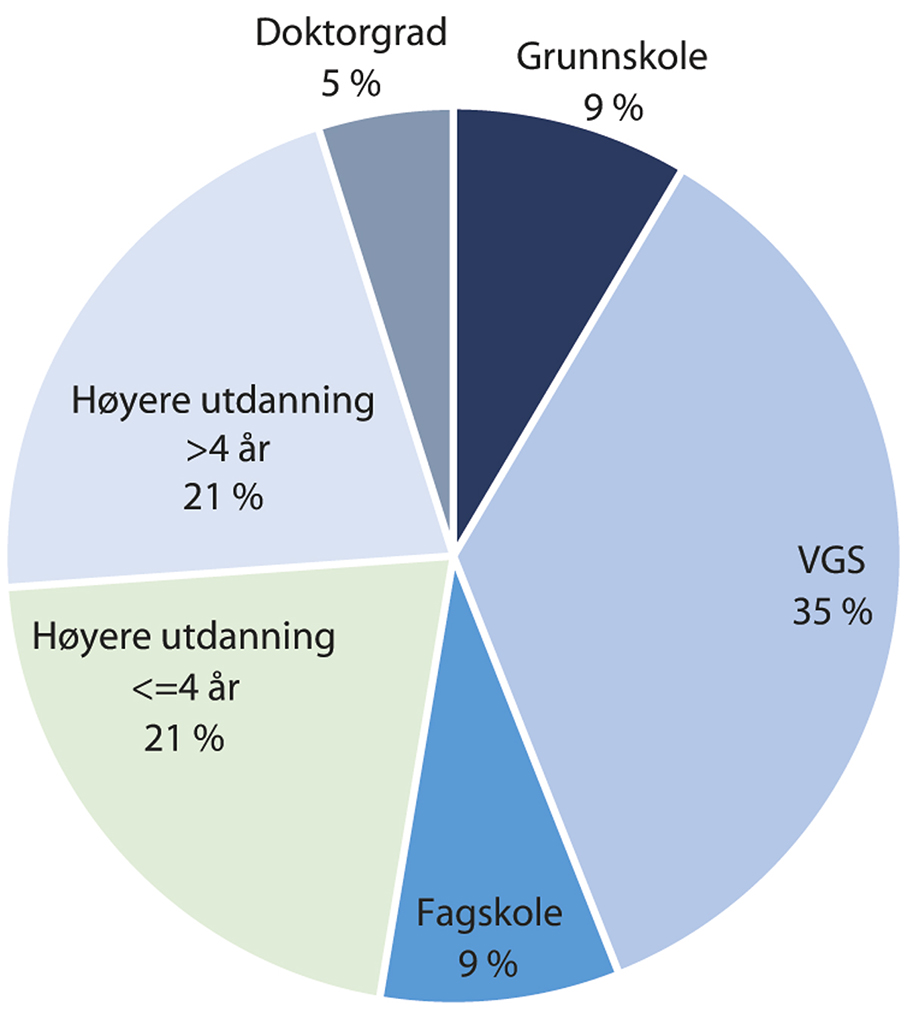 Doktorgrad
5 %
Grunnskole
9 %
Høyere utdanning
>4 år
21 %
VGS
35 %
Høyere utdanning
<=4 år
21 %
Fagskole
9 %